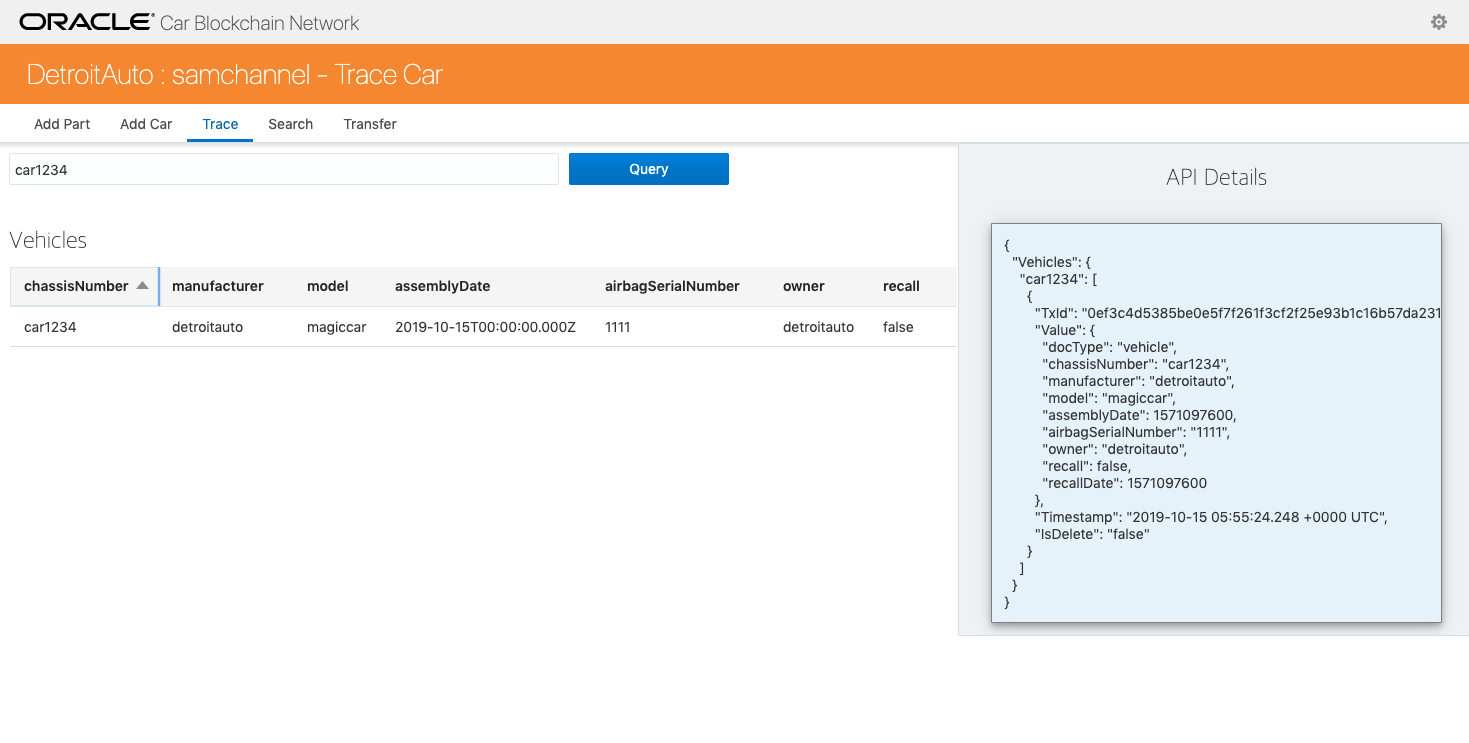 ORACLE® Car Blockchain Network
DetroitAuto : samchannel - Trace Car
Add Part Add Car Trace Search Transfer
car1234 Query
Vehicles
chassisNumber manufacturer model assemblyDate airbagSerialNumber owner recall
car1234 detroitauto magiccar 2019-10-15T00:00:00.000Z 1111 detroitauto false
API Details
{
"Vehicles": {
"car1234": [
{
"TxId": "0ef3c4d5385be0e5f7f261f3cf2f25e93b1c16b57da231
"Value": {
"docType": "vehicle",
"chassisNumber": "car1234",
"manufacturer": "detroitauto",
"model": "magiccar",
"assemblyDate": 1571097600,
"airbagSerialNumber": "1111",
"owner": "detroitauto",
"recall": false,
"recallDate": 1571097600
},
"Timestamp": "2019-10-15 05:55:24.248 +0000 UTC",
"IsDelete": "false"
}
]
}
}